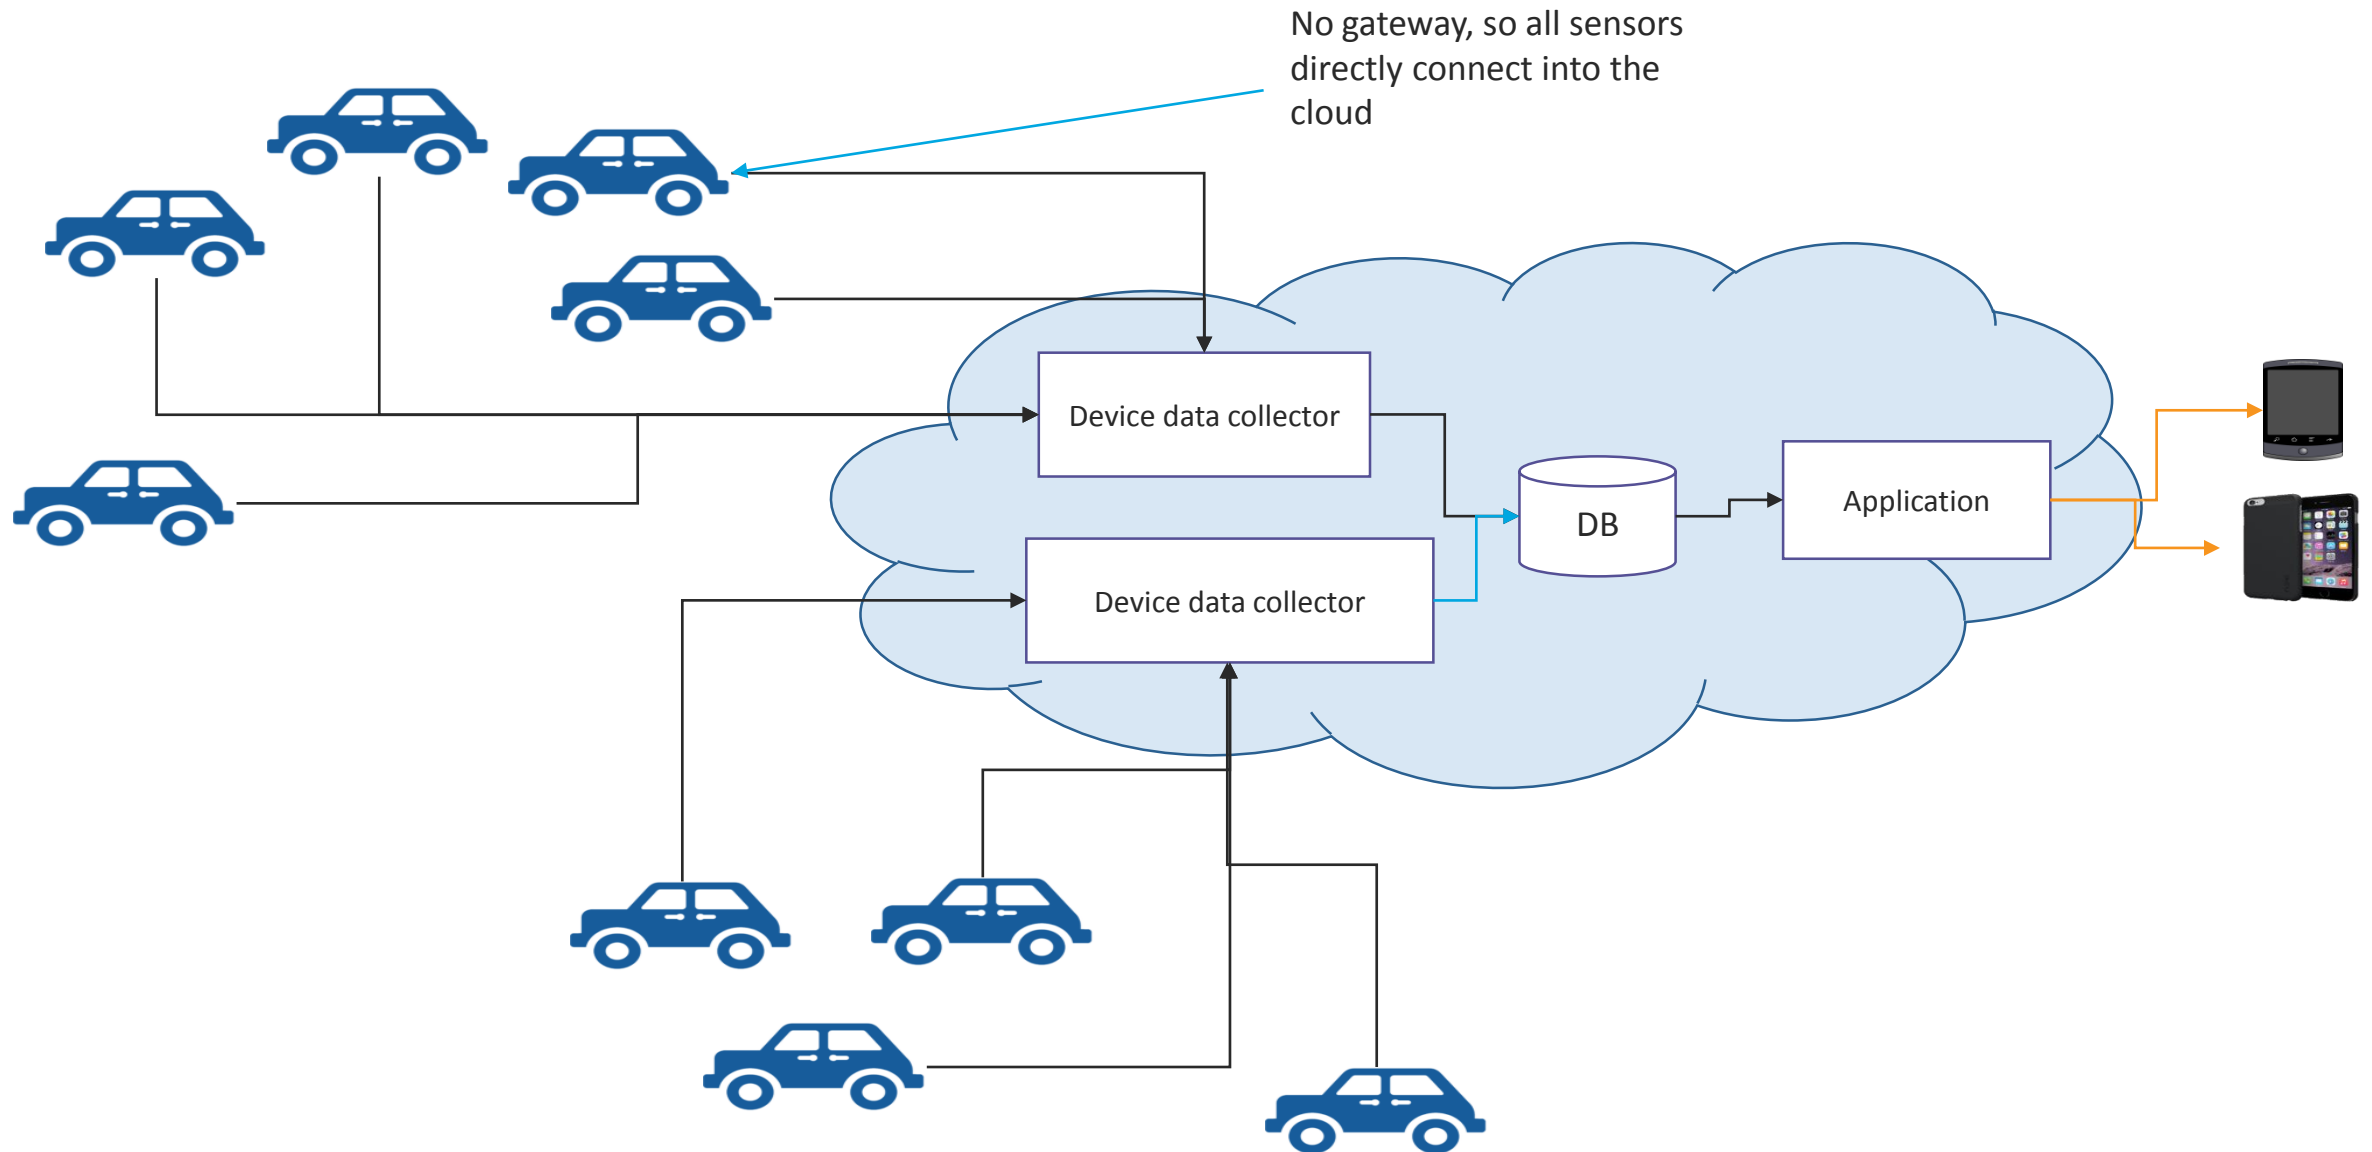 No gateway, so all sensors
directly connect into the
cloud
Device data collector
DB
Application
Device data collector